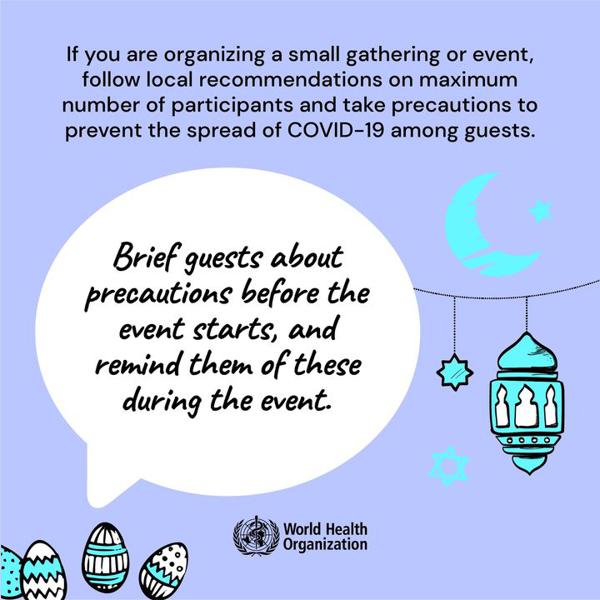 If you are organizing a small gathering or event,
follow local recommendations on maximum
number of participants and take precautions to
prevent the spread of COVID-19 among guests.
Brief guests about
precautions before the
event starts, and
remind them of these
during the event.
World Health
Organization